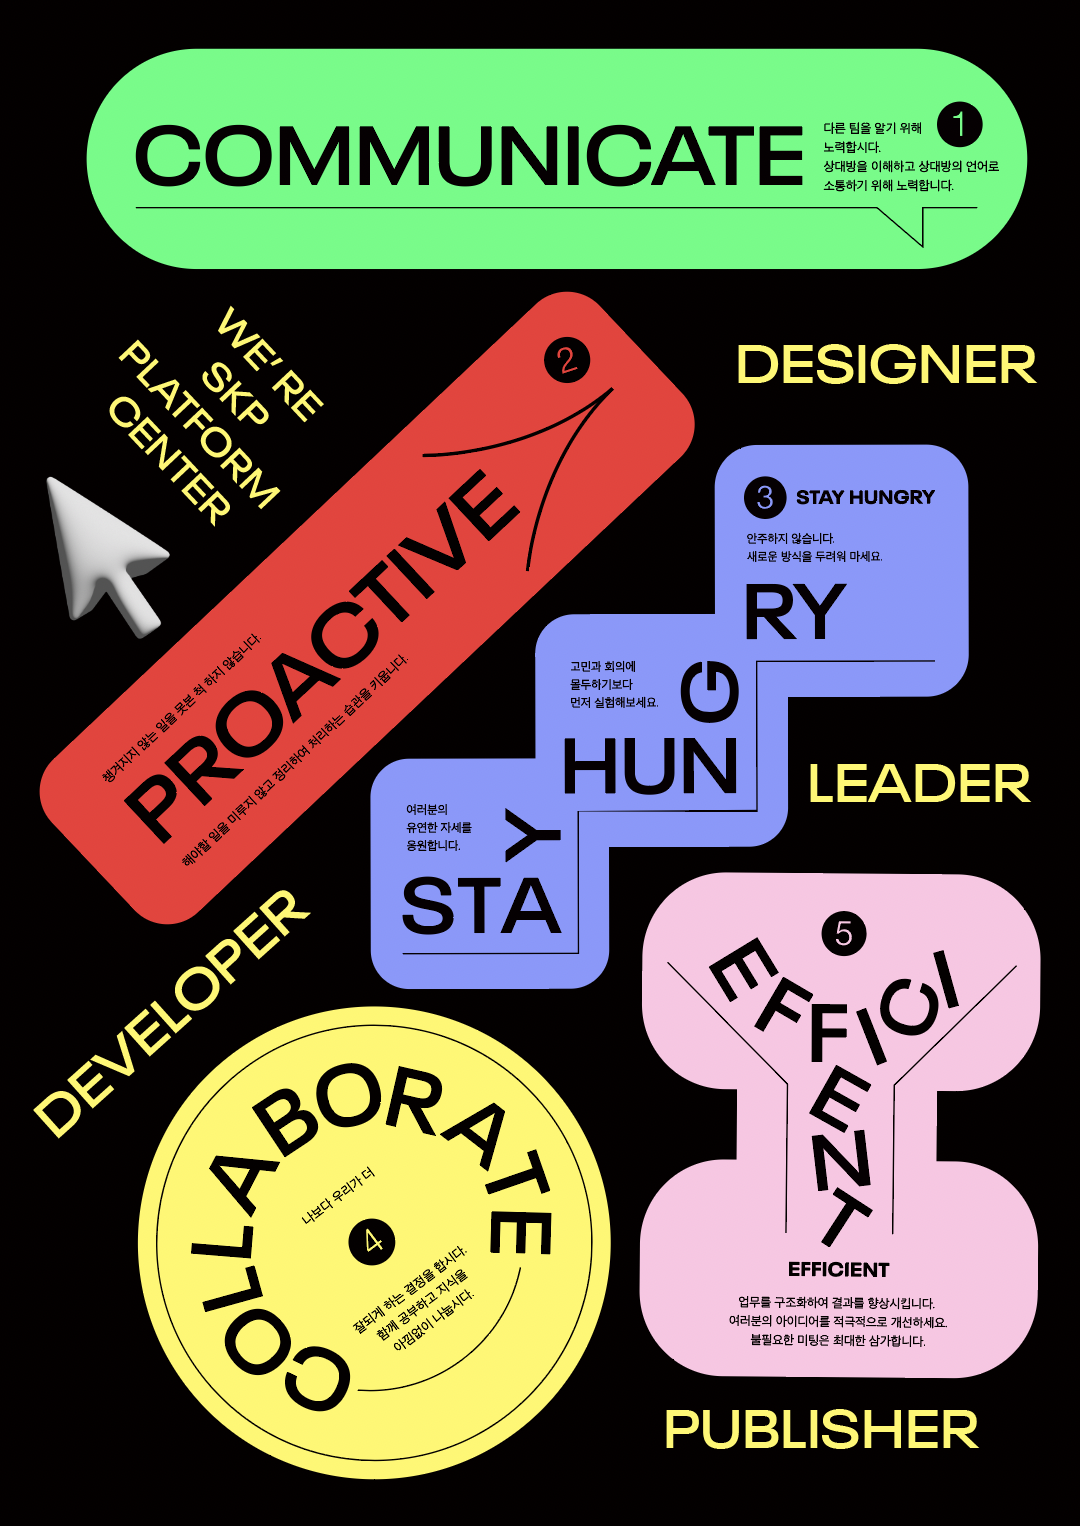 COMMUNICATE
1
다른 팀을 알기 위해
노력합시다.
상대방을 이해하고 상대방의 언어로
소통하기 위해 노력합니다.
WE' RE
SKP
PLATFORM
CENTER
2
챙겨지지 않는 일을 못본 척 하지 않습니다.
PROACTIVE
해야할 일을 미루지 않고 정리하여 처리하는 습관을 키웁니다.
DESIGNER
3
STAY HUNGRY
안주하지 않습니다.
새로운 방식을 두려워 마세요.
RY
고민과 회의에
몰두하기보다
먼저 실험해보세요.
G
HUN
여러분의
유연한 자세를
응원합니다.
Y
STA
LEADER
DEVELOPER
COLLABORATE
나보다 우리가 더
4
잘되게 하는 결정을 합시다.
함께 공부하고 지식을
아낌없이 나눕시다.
5
EFFICI
ENT
EFFICIENT
업무를 구조화하여 결과를 향상시킵니다.
여러분의 아이디어를 적극적으로 개선하세요.
불필요한 미팅은 최대한 삼가합니다.
PUBLISHER